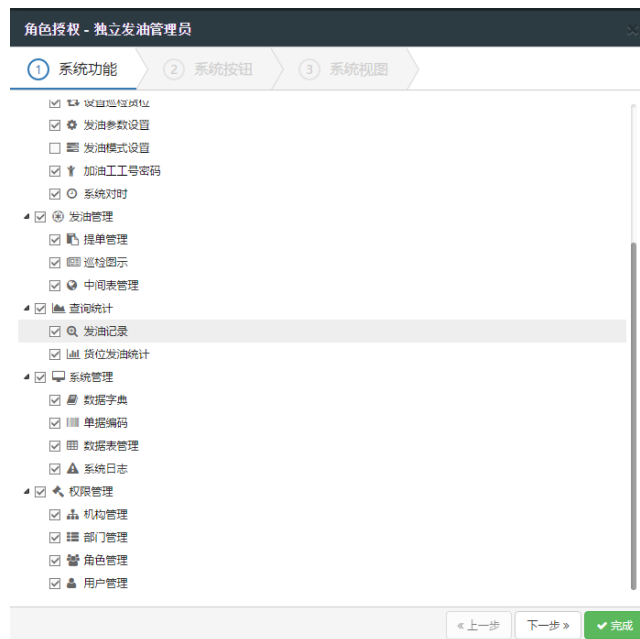 角色授权 - 独立发油管理员
1 系统功能
2 系统按钮
3 系统视图
设置巡检货位
发油参数设置
发油模式设置
加油工工号密码
系统对时
发油管理
提单管理
巡检图示
中间表管理
查询统计
发油记录
货位发油统计
系统管理
数据字典
单据编码
数据表管理
系统日志
权限管理
机构管理
部门管理
角色管理
用户管理
«上一步
下一步»
完成